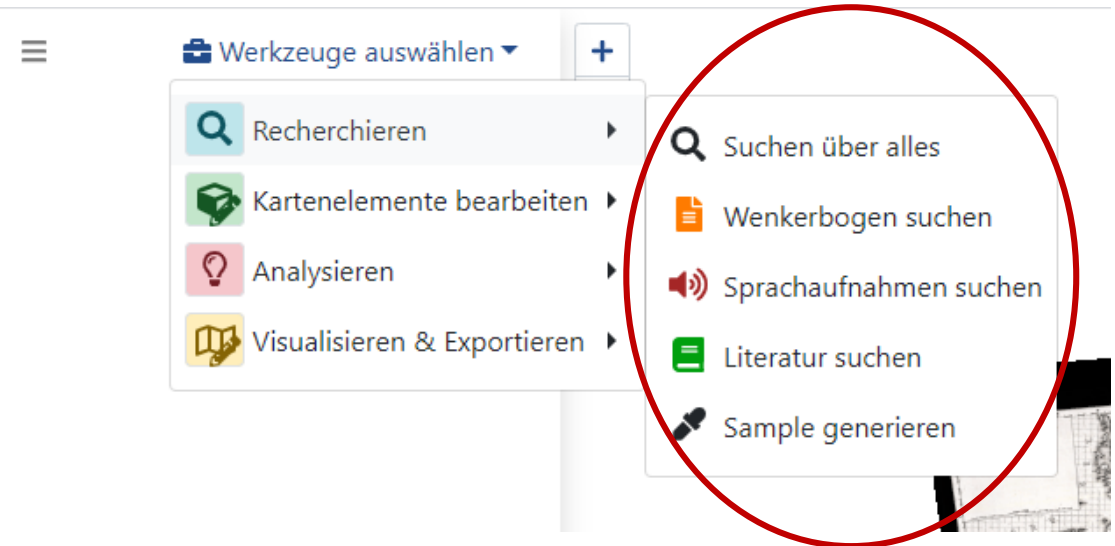 Werkzeuge auswählen
+
Recherchieren
Kartenelemente bearbeiten
Analysieren
Visualisieren & Exportieren
Suchen über alles
Wenkerbogen suchen
Sprachaufnahmen suchen
Literatur suchen
Sample generieren